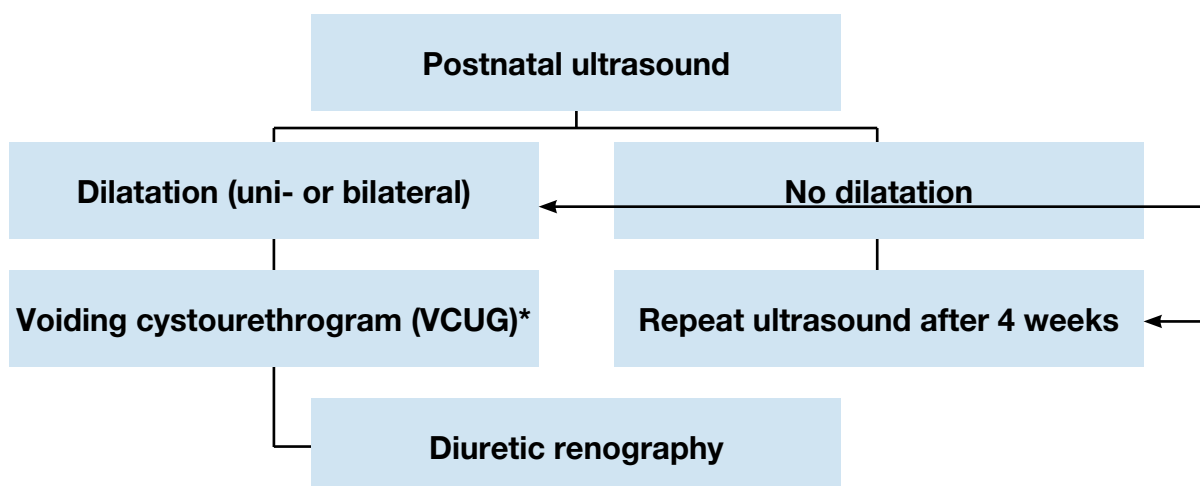 Postnatal ultrasound
Dilatation (uni- or bilateral)
No dilatation
Voiding cystourethrogram (VCUG)*
Repeat ultrasound after 4 weeks
Diuretic renography